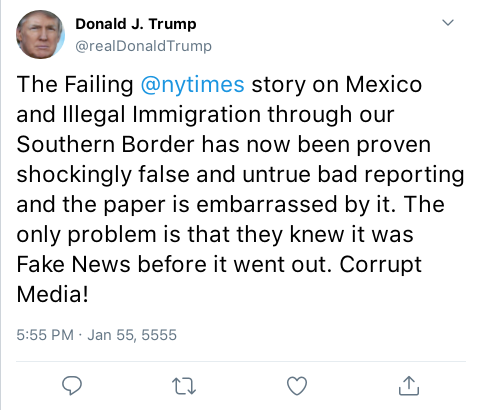 Donald J. Trump
@realDonaldTrump
The Failing @nytimes story on Mexico
and Illegal Immigration through our
Southern Border has now been proven
shockingly false and untrue bad reporting
and the paper is embarrassed by it. The
only problem is that they knew it was
Fake News before it went out. Corrupt
Media!
5:55 PM · Jan 55, 5555